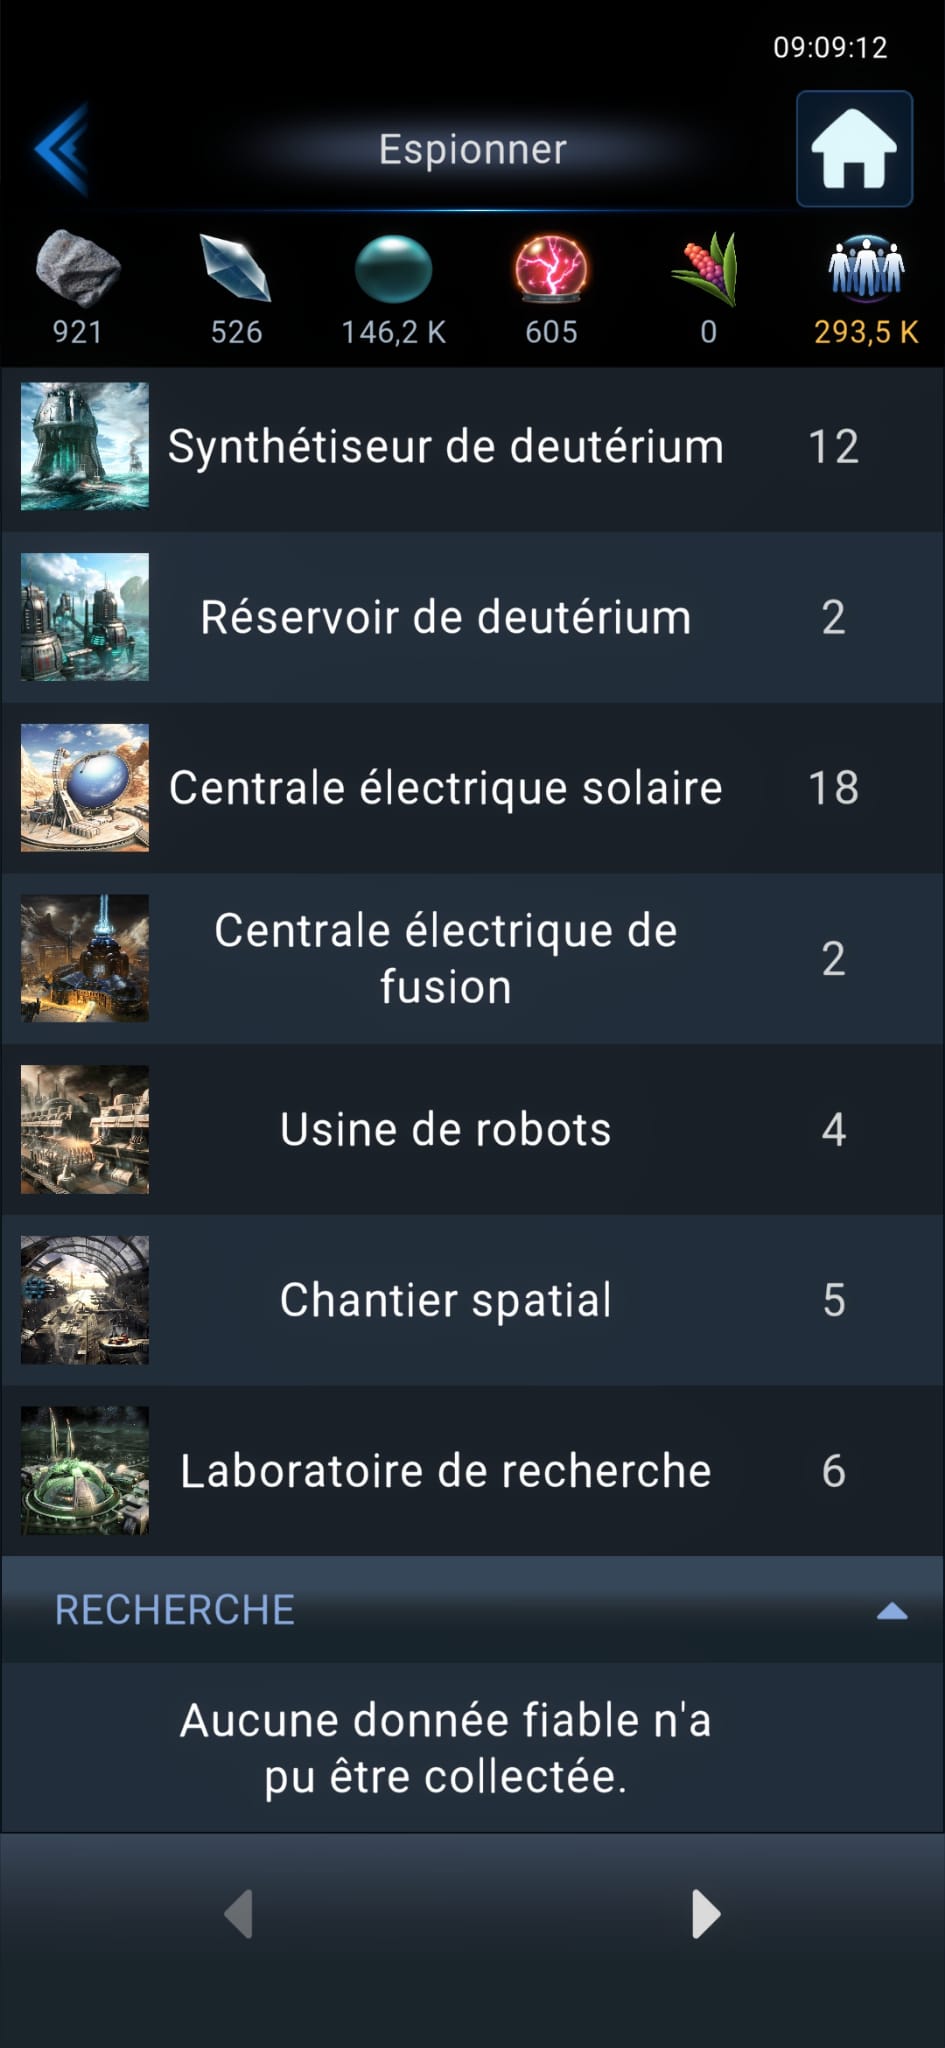 09:09:12
Espionner
921
526
146,2 K
605
0
293,5 K
Synthétiseur de deutérium 12
Réservoir de deutérium 2
Centrale électrique solaire 18
Centrale électrique de
fusion 2
Usine de robots 4
Chantier spatial 5
Laboratoire de recherche 6
RECHERCHE
Aucune donnée fiable n'a
pu être collectée.